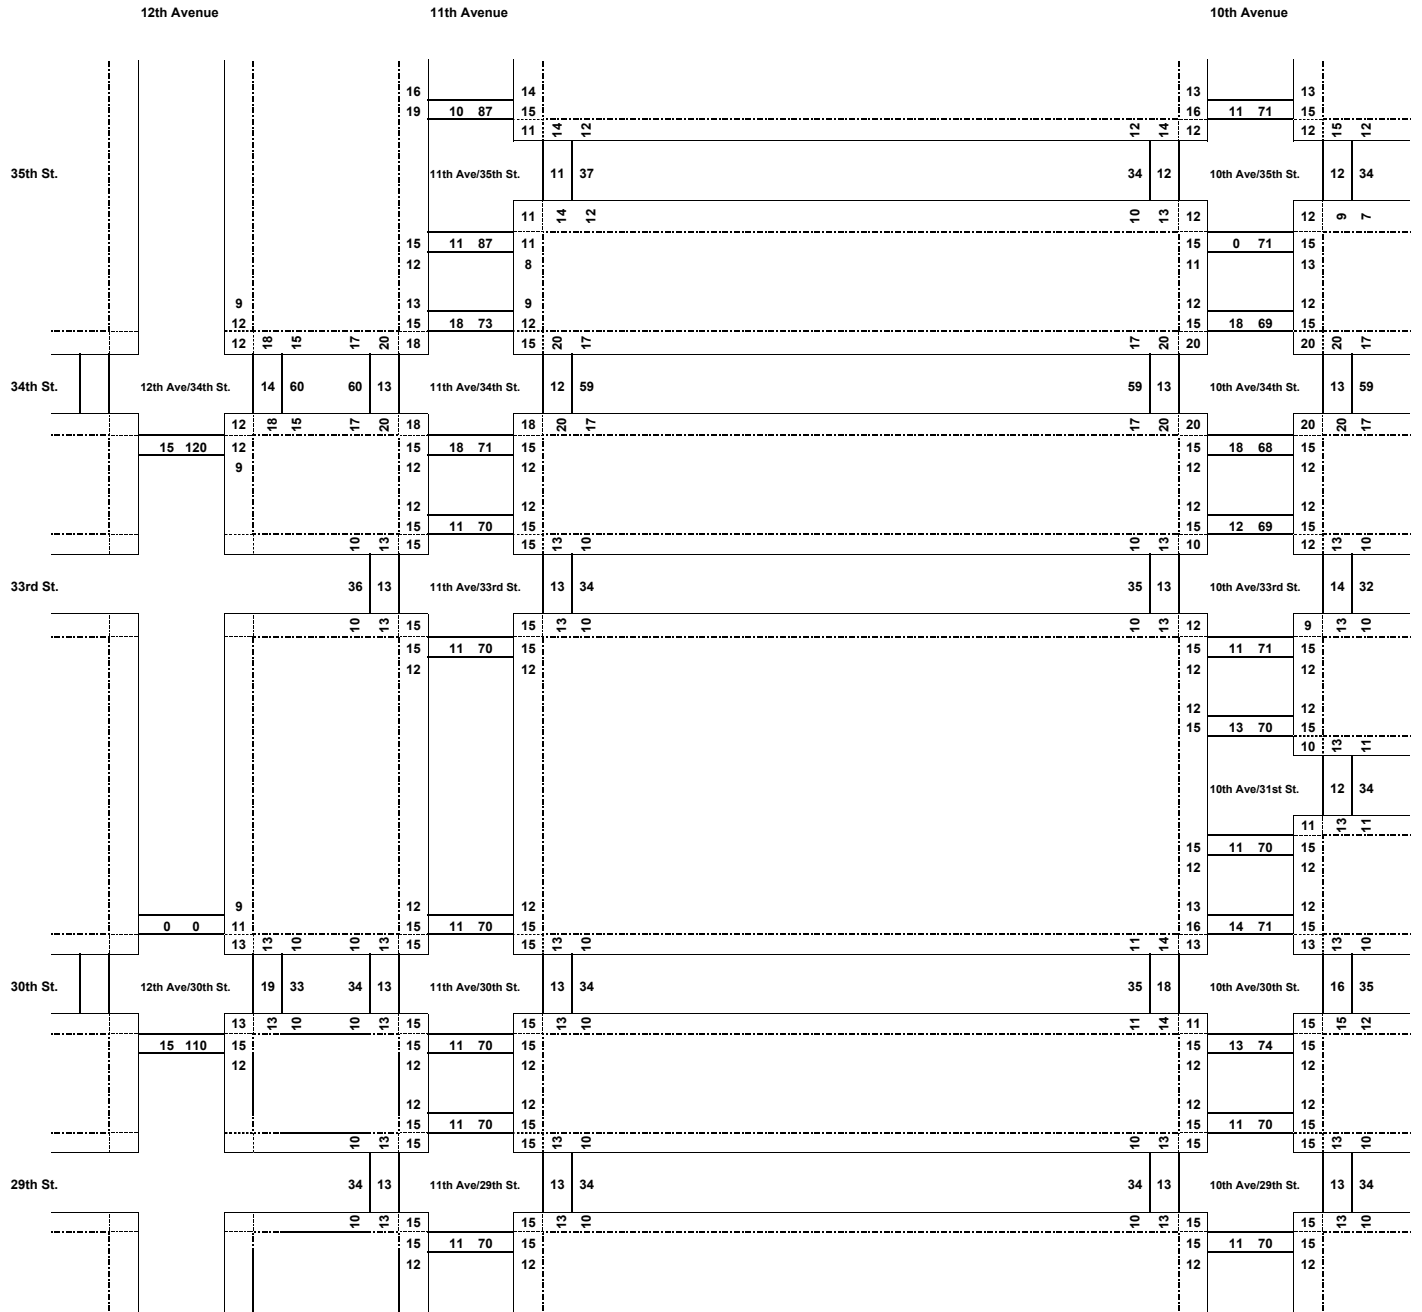 12th Avenue 11th Avenue 10th Avenue
16 14 13 13
19 10 87 15 16 11 71 15
11 14 12 12 14 12 12 15 12
35th St. 11th Ave/35th St. 11 37 34 12 10th Ave/35th St. 12 34
11 14 12 10 13 12 12 9 7
15 11 87 11 15 0 71 15
12 8 11 13
9 13 9 12 12
12 15 18 73 12 15 18 69 15
12 18 15 17 20 18 15 20 17 17 20 20 20 20 17
34th St. 12th Ave/34th St. 14 60 60 13 11th Ave/34th St. 12 59 59 13 10th Ave/34th St. 13 59
12 18 15 17 20 18 18 20 17 17 20 20 20 20 17
15 120 12 15 18 71 15 15 18 68 15
9 12 12 12 12
12 12 12 12
15 11 70 15 15 12 69 15
10 13 15 15 13 10 10 13 10 12 13 10
33rd St. 36 13 11th Ave/33rd St. 13 34 35 13 10th Ave/33rd St. 14 32
10 13 15 15 13 10 10 13 12 9 13 10
15 11 70 15 15 11 71 15
12 12 12 12
12 12
15 13 70 15
10 13 11
10th Ave/31st St. 12 34
11 13 11
15 11 70 15
12 12
9 12 12 13 12
0 0 11 15 11 70 15 16 14 71 15
13 13 10 10 13 15 15 13 10 11 14 13 13 13 10
30th St. 12th Ave/30th St. 19 33 34 13 11th Ave/30th St. 13 34 35 18 10th Ave/30th St. 16 35
13 13 10 10 13 15 15 13 10 11 14 11 15 15 12
15 110 15 15 11 70 15 15 13 74 15
12 12 12 12 12
12 12 12 12
15 11 70 15 15 11 70 15
10 13 15 15 13 10 10 13 15 15 13 10
29th St. 34 13 11th Ave/29th St. 13 34 34 13 10th Ave/29th St. 13 34
10 13 15 15 13 10 10 13 15 15 13 10
15 11 70 15 15 11 70 15
12 12 12 12